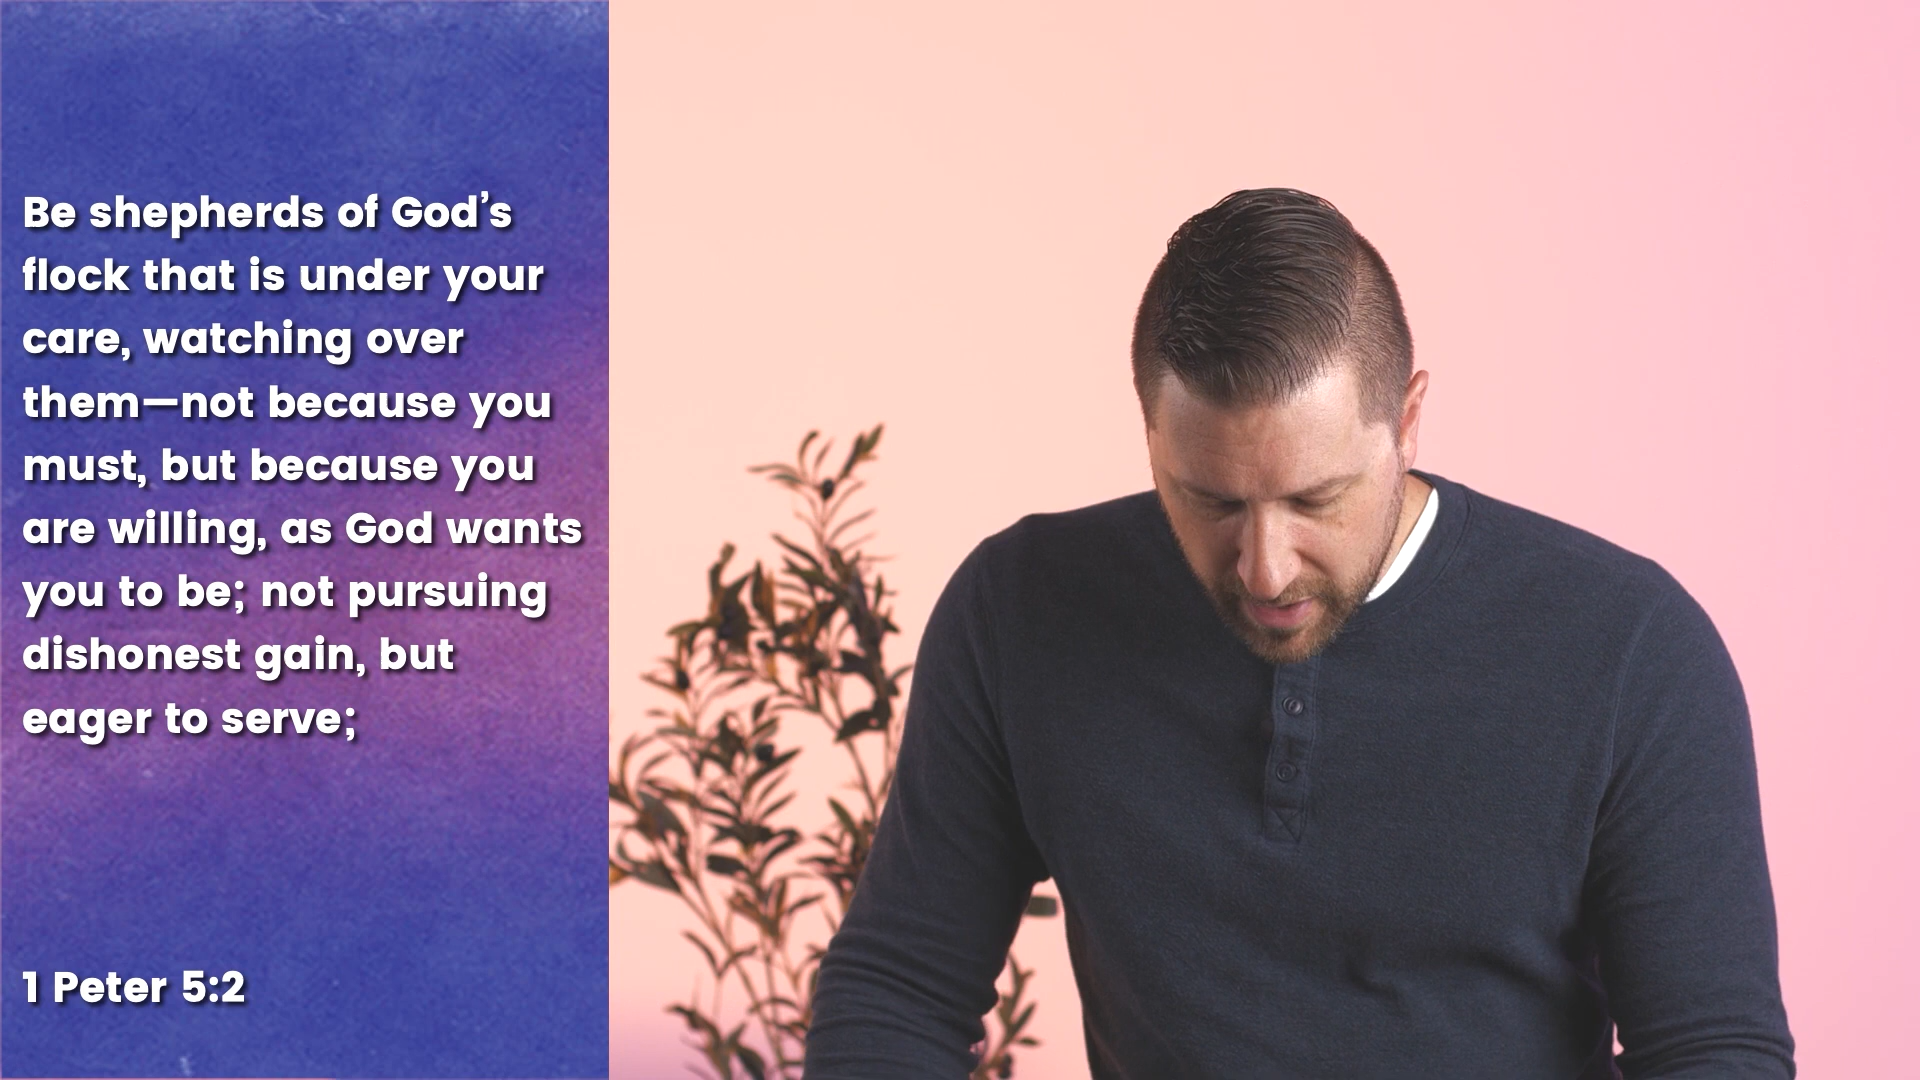 Be shepherds of God’s
flock that is under your
care, watching over
them—not because you
must, but because you
are willing, as God wants
you to be; not pursuing
dishonest gain, but
eager to serve;
1 Peter 5:2